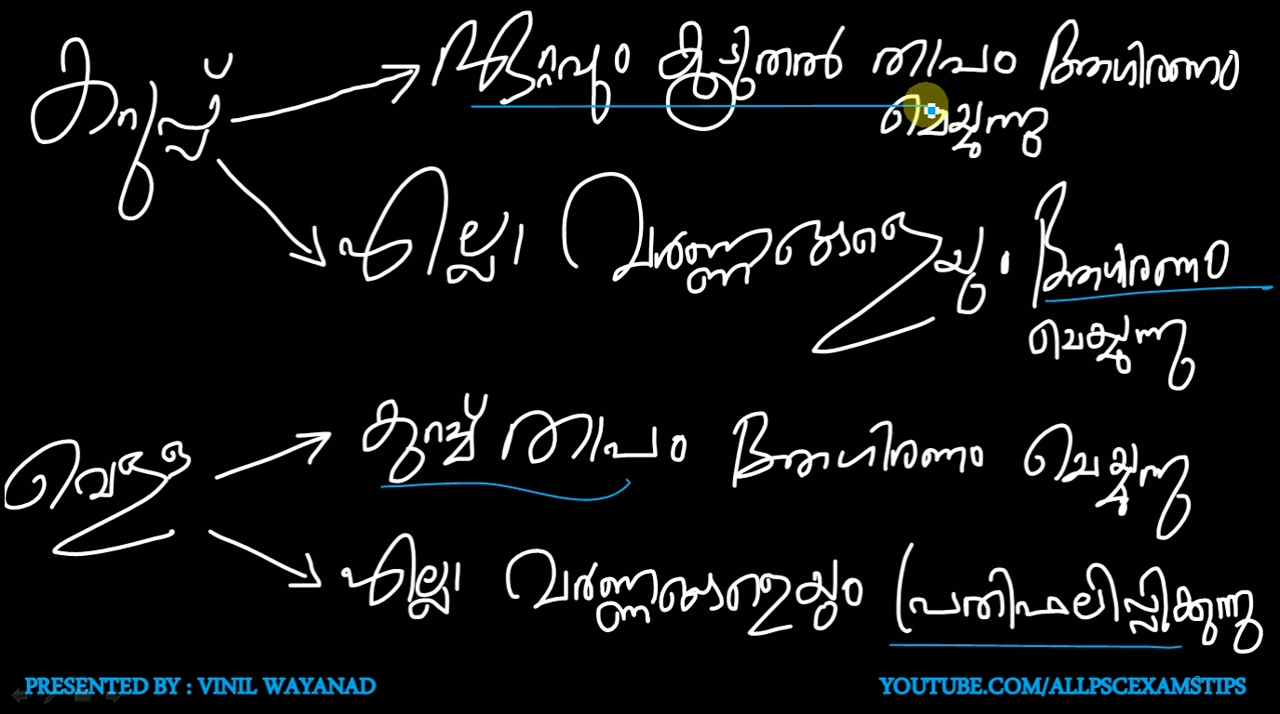 കറുപ്പ്
ഏറ്റവും കൂടുതൽ താപം ആഗിരണം
ചെയ്യുന്നു
എല്ലാ വർണ്ണങ്ങളെയും ആഗിരണം
ചെയ്യുന്നു
വെള്ള
കുറച്ച് താപം ആഗിരണം ചെയ്യുന്നു
എല്ലാ വർണ്ണങ്ങളെയും പ്രതിഫലിപ്പിക്കുന്നു
PRESENTED BY : VINIL WAYANAD
YOUTUBE.COM/ALLPSCEXAMSTIPS